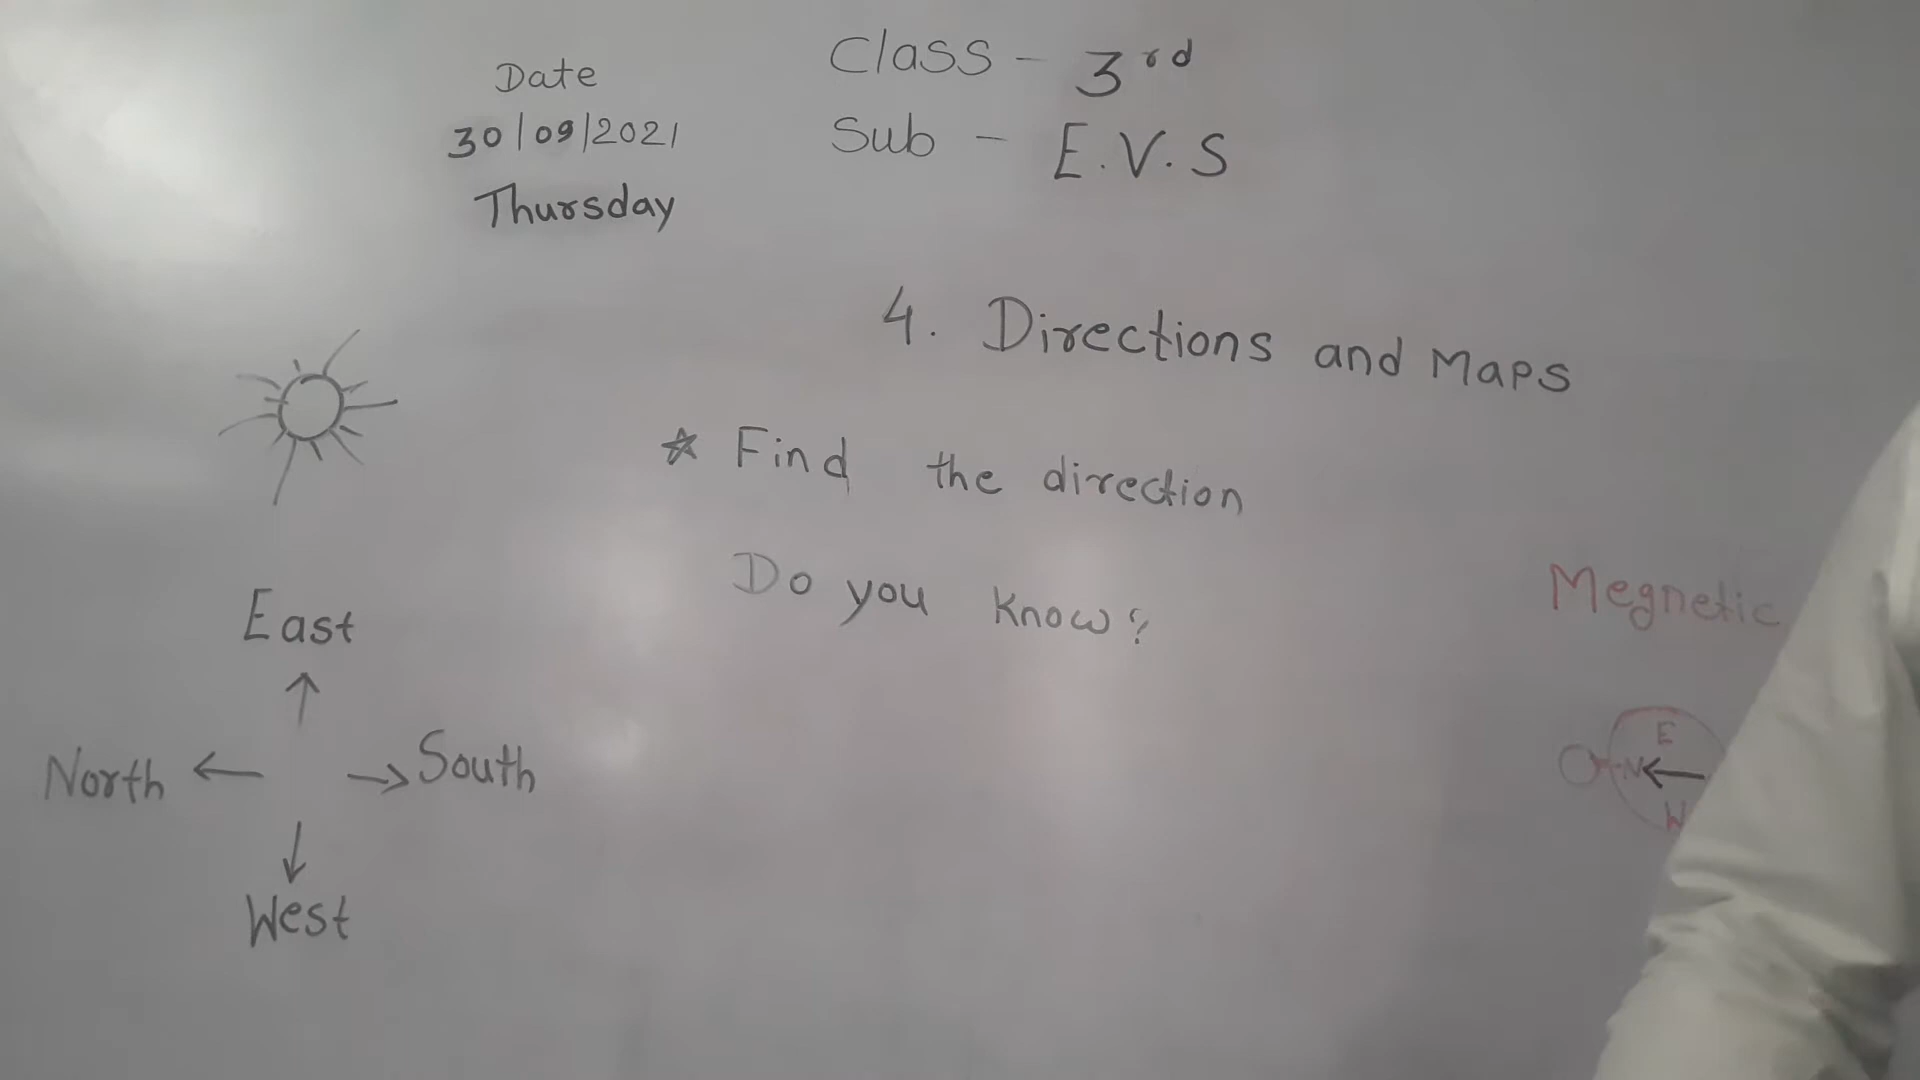 Date
30/09/2021
Thursday
Class - 3rd
Sub - E.V.S
4. Directions and Maps
☆ Find the direction
Do you know?
East
North ← → South
West
Megnetic
E
N
W